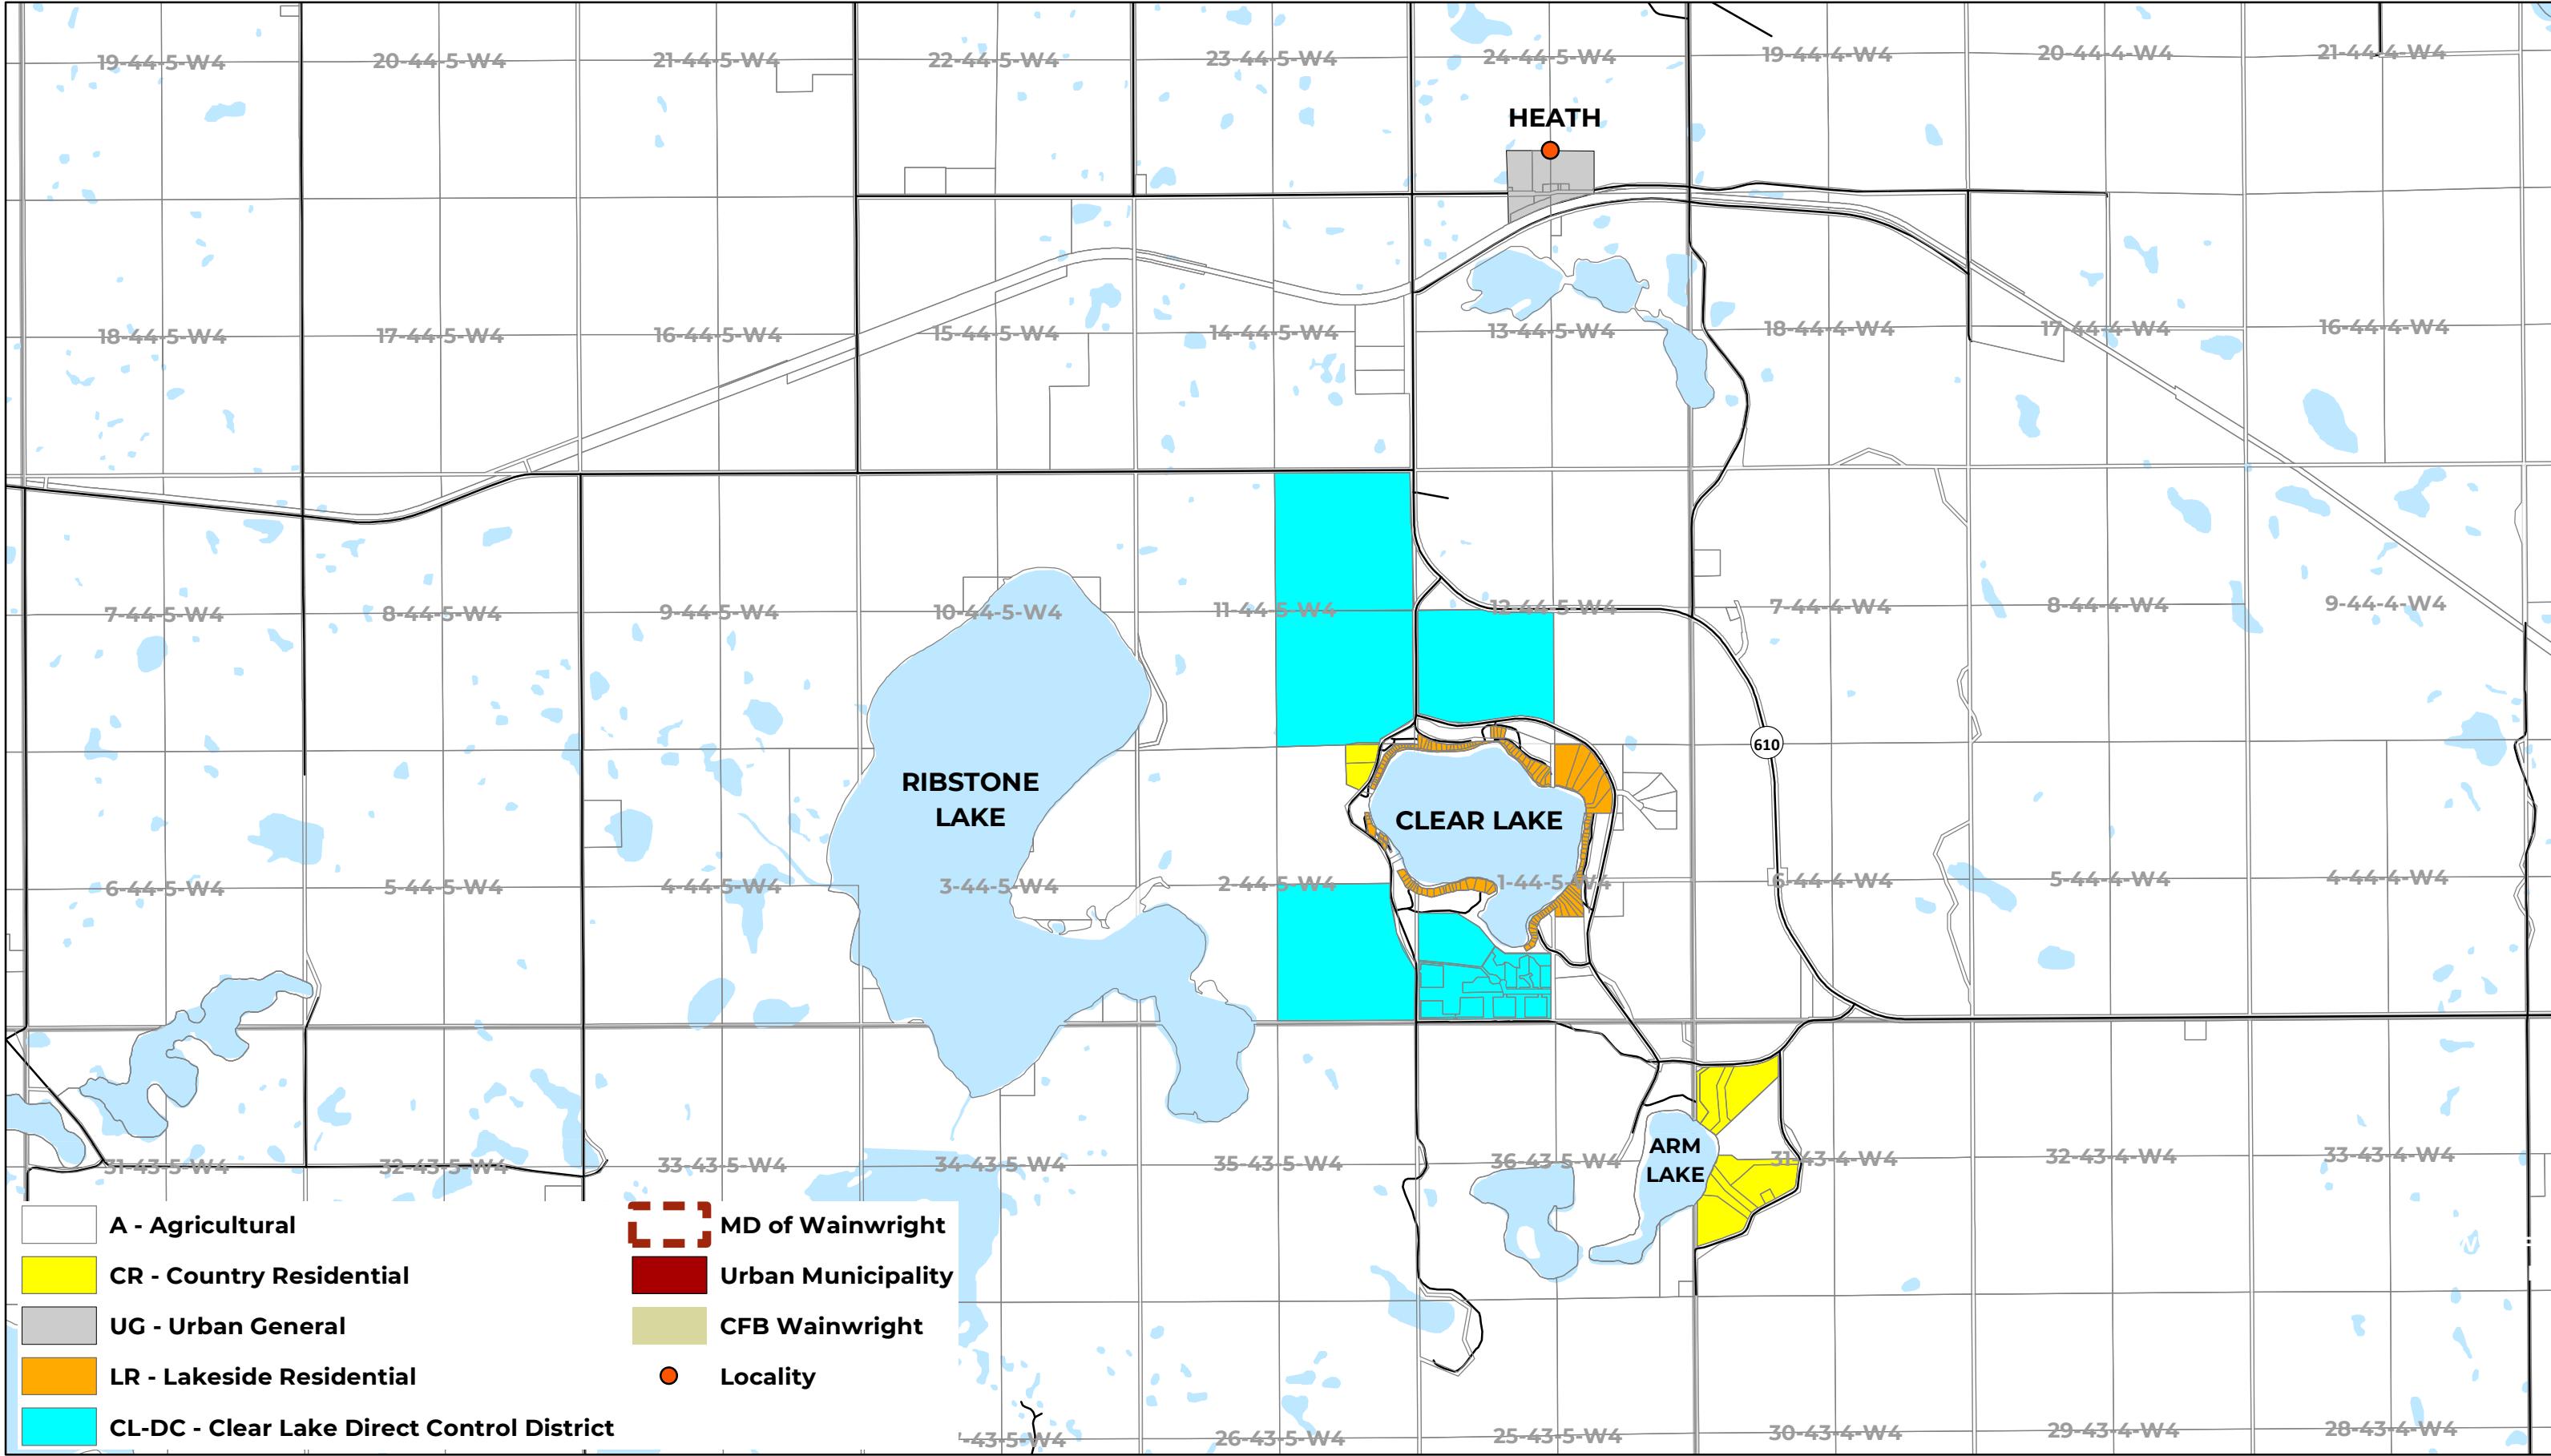 19-44-5-W4
20-44-5-W4
21-44-5-W4
22-44-5-W4
23-44-5-W4
24-44-5-W4
19-44-4-W4
20-44-4-W4
21-44-4-W4
HEATH
18-44-5-W4
17-44-5-W4
16-44-5-W4
15-44-5-W4
14-44-5-W4
13-44-5-W4
18-44-4-W4
17-44-4-W4
16-44-4-W4
7-44-5-W4
8-44-5-W4
9-44-5-W4
10-44-5-W4
11-44-5-W4
12-44-5-W4
7-44-4-W4
8-44-4-W4
9-44-4-W4
610
RIBSTONE
LAKE
CLEAR LAKE
6-44-5-W4
5-44-5-W4
4-44-5-W4
3-44-5-W4
2-44-5-W4
1-44-5-W4
6-44-4-W4
5-44-4-W4
4-44-4-W4
31-43-5-W4
32-43-5-W4
33-43-5-W4
34-43-5-W4
35-43-5-W4
36-43-5-W4
ARM
LAKE
31-43-4-W4
32-43-4-W4
33-43-4-W4
A - Agricultural
CR - Country Residential
UG - Urban General
LR - Lakeside Residential
CL-DC - Clear Lake Direct Control District
MD of Wainwright
Urban Municipality
CFB Wainwright
Locality
-43-5-W4
26-43-5-W4
25-43-5-W4
30-43-4-W4
29-43-4-W4
28-43-4-W4